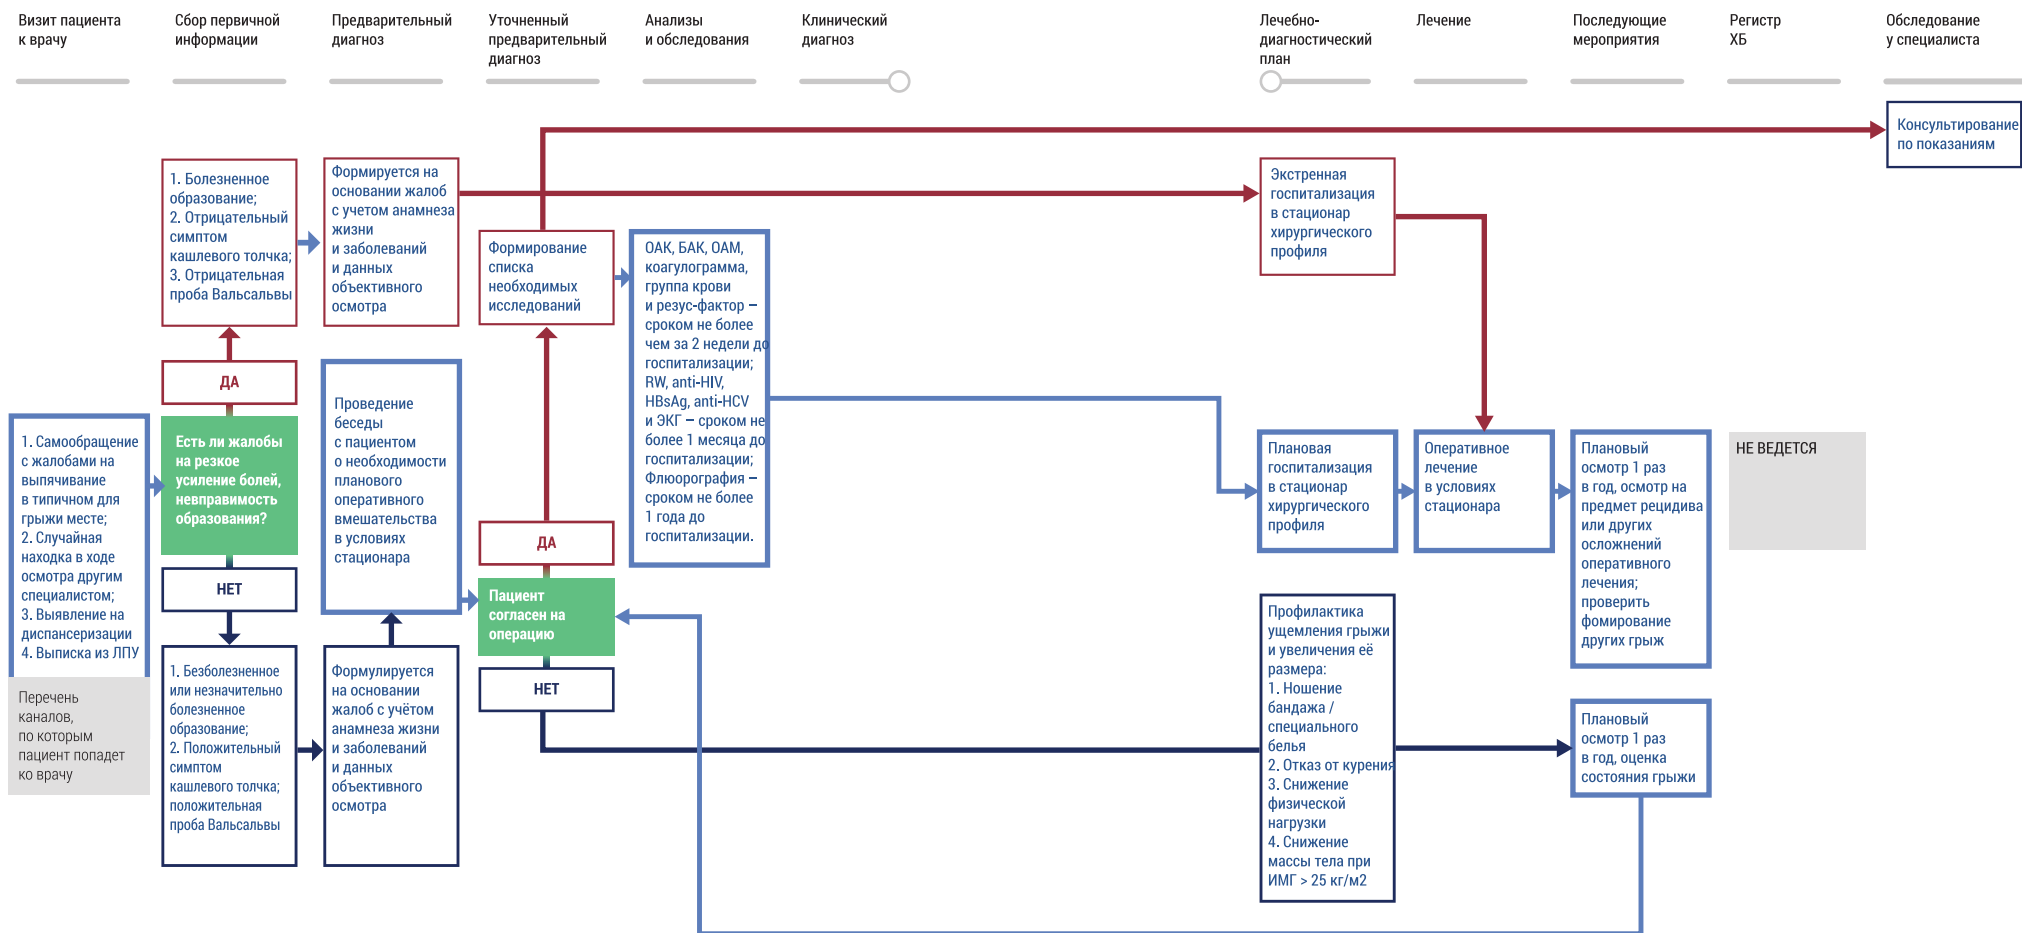 Визит пациента
к врачу
Сбор первичной
информации
Предварительный
диагноз
Уточненный
предварительный
диагноз
Анализы
и обследования
Клинический
диагноз
Лечебно-
диагностический
план
Лечение
Последующие
мероприятия
Регистр
ХБ
Обследование
у специалиста
Консультирование
по показаниям
1. Болезненное
образование;
2. Отрицательный
симптом
кашлевого толчка;
3. Отрицательная
проба Вальсальвы
Формируется на
основании жалоб
с учетом анамнеза
жизни
и заболеваний
и данных
объективного
осмотра
Формирование
списка
необходимых
исследований
ОАК, БАК, ОАМ,
коагулограмма,
группа крови
и резус-фактор –
сроком не более
чем за 2 недели до
госпитализации;
RW, anti-HIV,
HBsAg, anti-HCV
и ЭКГ – сроком не
более 1 месяца до
госпитализации;
Флюорография –
сроком не более
1 года до
госпитализации.
Экстренная
госпитализация
в стационар
хирургического
профиля
ДА
1. Самообращение
с жалобами на
выпячивание
в типичном для
грыжи месте;
2. Случайная
находка в ходе
осмотра другим
специалистом;
3. Выявление на
диспансеризации
4. Выписка из ЛПУ
Перечень
каналов,
по которым
пациент попадет
ко врачу
Есть ли жалобы
на резкое
усиление болей,
невправимость
образования?
НЕТ
1. Безболезненное
или незначительно
болезненное
образование;
2. Положительный
симптом
кашлевого толчка;
положительная
проба Вальсальвы
Проведение
беседы
с пациентом
о необходимости
планового
оперативного
вмешательства
в условиях
стационара
Формулируется
на основании
жалоб с учётом
анамнеза жизни
и заболеваний
и данных
объективного
осмотра
ДА
Пациент
согласен на
операцию
НЕТ
Плановая
госпитализация
в стационар
хирургического
профиля
Оперативное
лечение
в условиях
стационара
Плановый
осмотр 1 раз
в год, осмотр на
предмет рецидива
или других
осложнений
оперативного
лечения;
проверить
фомирование
других грыж
НЕ ВЕДЕТСЯ
Профилактика
ущемления грыжи
и увеличения её
размера:
1. Ношение
бандажа /
специального
белья
2. Отказ от курения
3. Снижение
физической
нагрузки
4. Снижение
массы тела при
ИМГ > 25 кг/м2
Плановый
осмотр 1 раз
в год, оценка
состояния грыжи